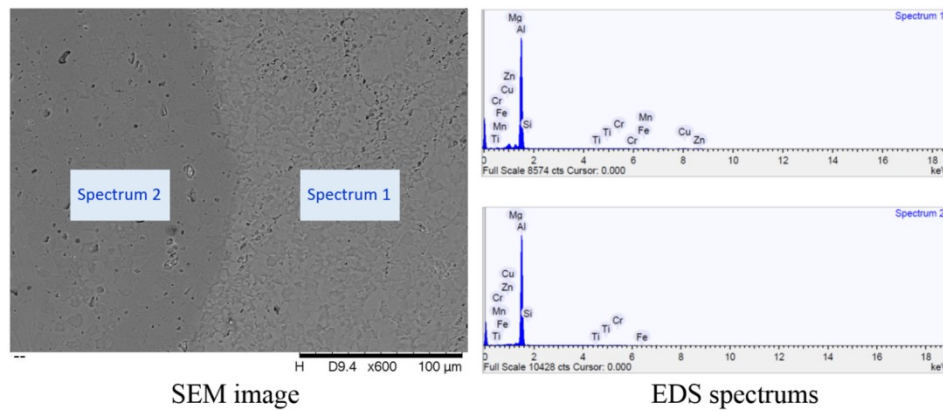 Spectrum 2
Spectrum 1
--
H D9.4 x600 100 µm
SEM image
Spectrum 1
Mg
Al
Zn
Cu
Cr
Fe
Mn
Ti
Si
Ti
Ti
Cr
Cr
Mn
Fe
Cu
Zn
0 2 4 6 8 10 12 14 16 18
Full Scale 8574 cts Cursor: 0.000 keV
Spectrum 2
Mg
Al
Cu
Zn
Cr
Mn
Fe
Ti
Si
Ti
Ti
Cr
Fe
0 2 4 6 8 10 12 14 16 18
Full Scale 10428 cts Cursor: 0.000 ke
EDS spectrums